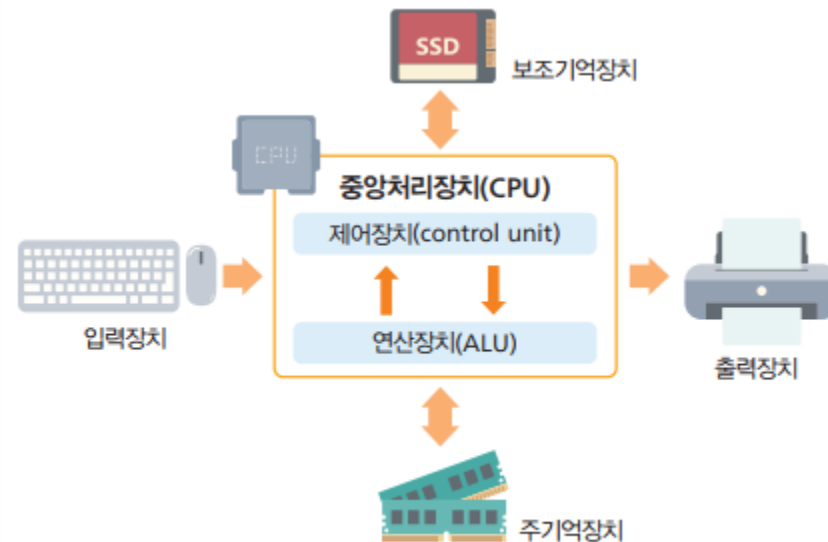 SSD
보조기억장치
CPU
중앙처리장치(CPU)
제어장치(control unit)
입력장치
연산장치(ALU)
출력장치
주기억장치